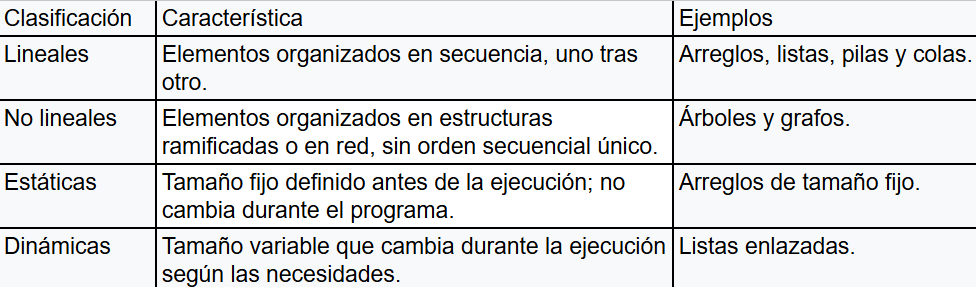 Clasificación Característica Ejemplos
Lineales Elementos organizados en secuencia, uno tras Arreglos, listas, pilas y colas.
otro.
No lineales Elementos organizados en estructuras Árboles y grafos.
ramificadas o en red, sin orden secuencial único.
Estáticas Tamaño fijo definido antes de la ejecución; no Arreglos de tamaño fijo.
cambia durante el programa.
Dinámicas Tamaño variable que cambia durante la ejecución Listas enlazadas.
según las necesidades.